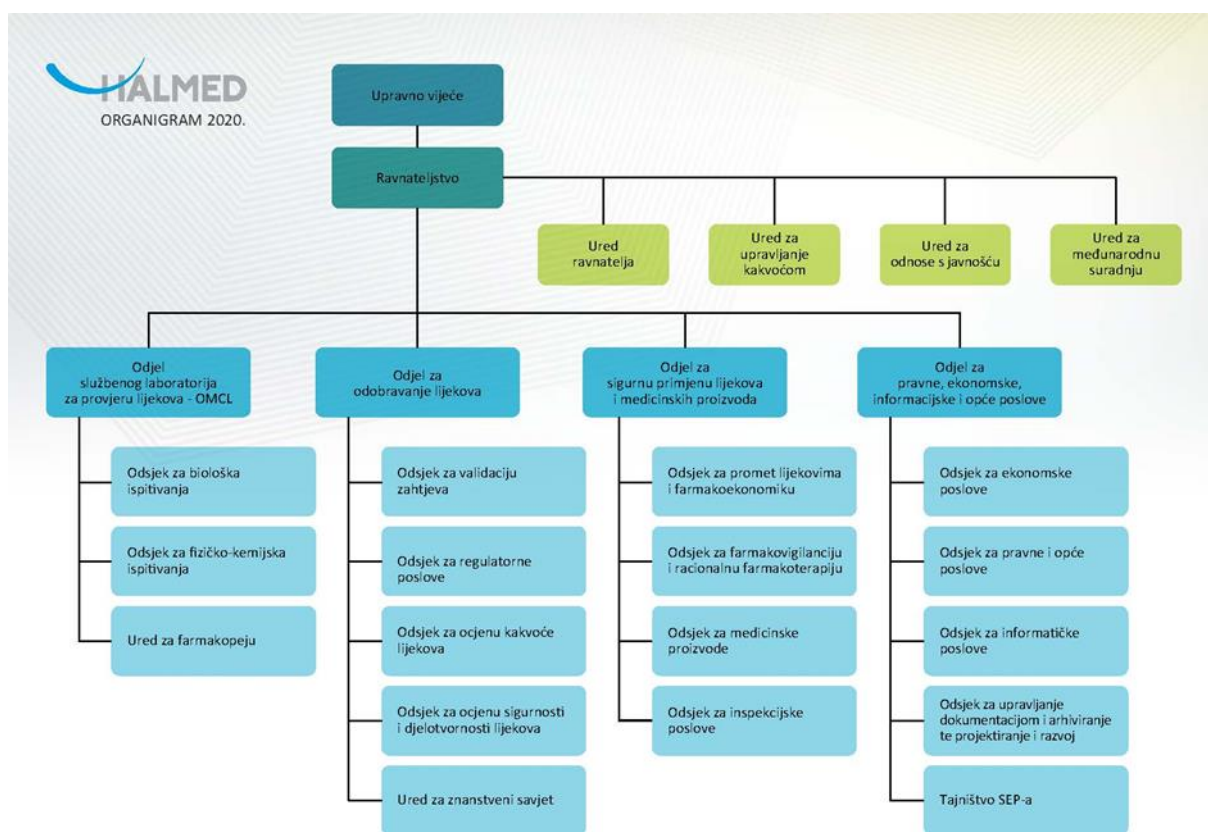 HALMED
ORGANIGRAM 2020.
Upravno vijeće
Ravnateljstvo
Ured
ravnatelja
Ured za
upravljanje
kakvoćom
Ured za
odnose s javnošću
Ured za
međunarodnu
suradnju
Odjel
službenog laboratorija
za provjeru lijekova - OMCL
Odsjek za biološka
ispitivanja
Odsjek za fizičko-kemijska
ispitivanja
Ured za farmakopeju
Odjel za
odobravanje lijekova
Odsjek za validaciju
zahtjeva
Odsjek za regulatorne
poslove
Odsjek za ocjenu kakvoće
lijekova
Odsjek za ocjenu sigurnosti
i djelotvornosti lijekova
Ured za znanstveni savjet
Odjel za
sigurnu primjenu lijekova
i medicinskih proizvoda
Odsjek za promet lijekovima
i farmakoekonomiku
Odsjek za farmakovigilanciju
i racionalnu farmakoterapiju
Odsjek za medicinske
proizvode
Odsjek za inspekcijske
poslove
Odjel za
pravne, ekonomske,
informacijske i opće poslove
Odsjek za ekonomske
poslove
Odsjek za pravne i opće
poslove
Odsjek za informatičke
poslove
Odsjek za upravljanje
dokumentacijom i arhiviranje
te projektiranje i razvoj
Tajništvo SEP-a